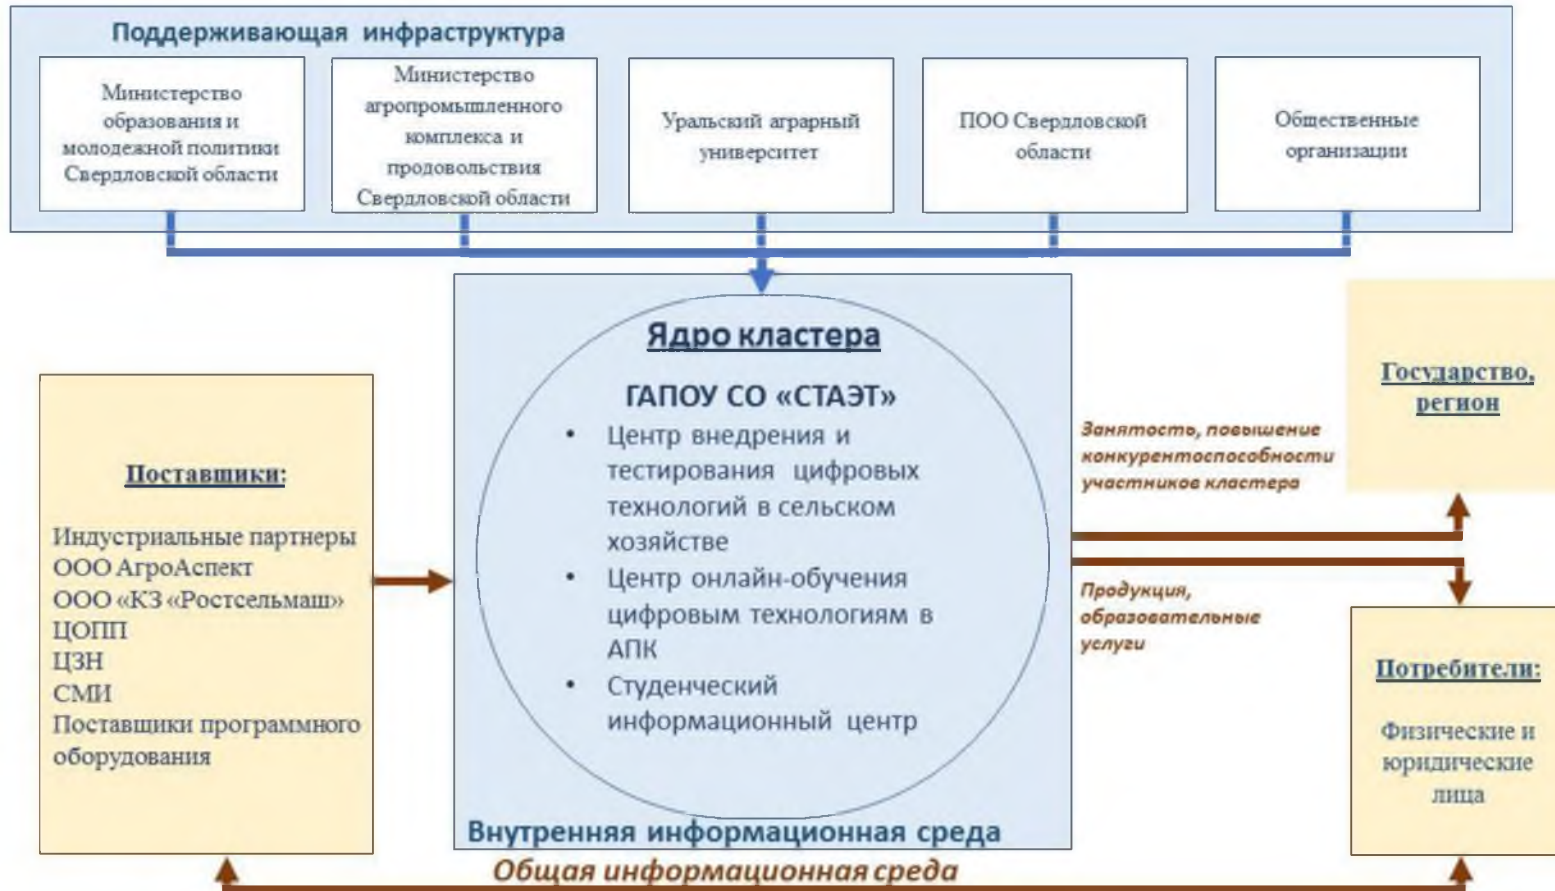 Поддерживающая инфраструктура
Министерство
образования и
молодежной политики
Свердловской области
Министерство
агропромышленного
комплекса и
продовольствия
Свердловской области
Уральский аграрный
университет
ПОО Свердловской
области
Общественные
организации
Ядро кластера
ГАПОУ СО «СТАЭТ»
• Центр внедрения и
тестирования цифровых
технологий в сельском
хозяйстве
• Центр онлайн-обучения
цифровым технологиям в
АПК
• Студенческий
информационный центр
Внутренняя информационная среда
Поставщики:
Индустриальные партнеры
ООО АгроАспект
ООО «КЗ «Ростсельмаш»
ЦОПП
ЦЗН
СМИ
Поставщики программного
оборудования
Занятость, повышение
конкурентоспособности
участников кластера
Продукция,
образовательные
услуги
Государство,
регион
Потребители:
Физические и
юридические
лица
Общая информационная среда